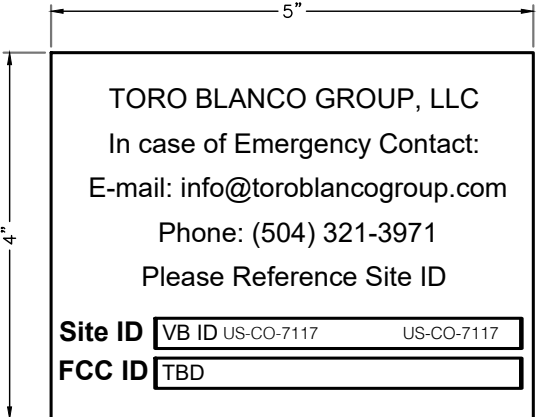 5"
TORO BLANCO GROUP, LLC
In case of Emergency Contact:
E-mail: info@toroblancogroup.com
Phone: (504) 321-3971
4"
Please Reference Site ID
Site ID VB ID US-CO-7117 US-CO-7117
FCC ID TBD